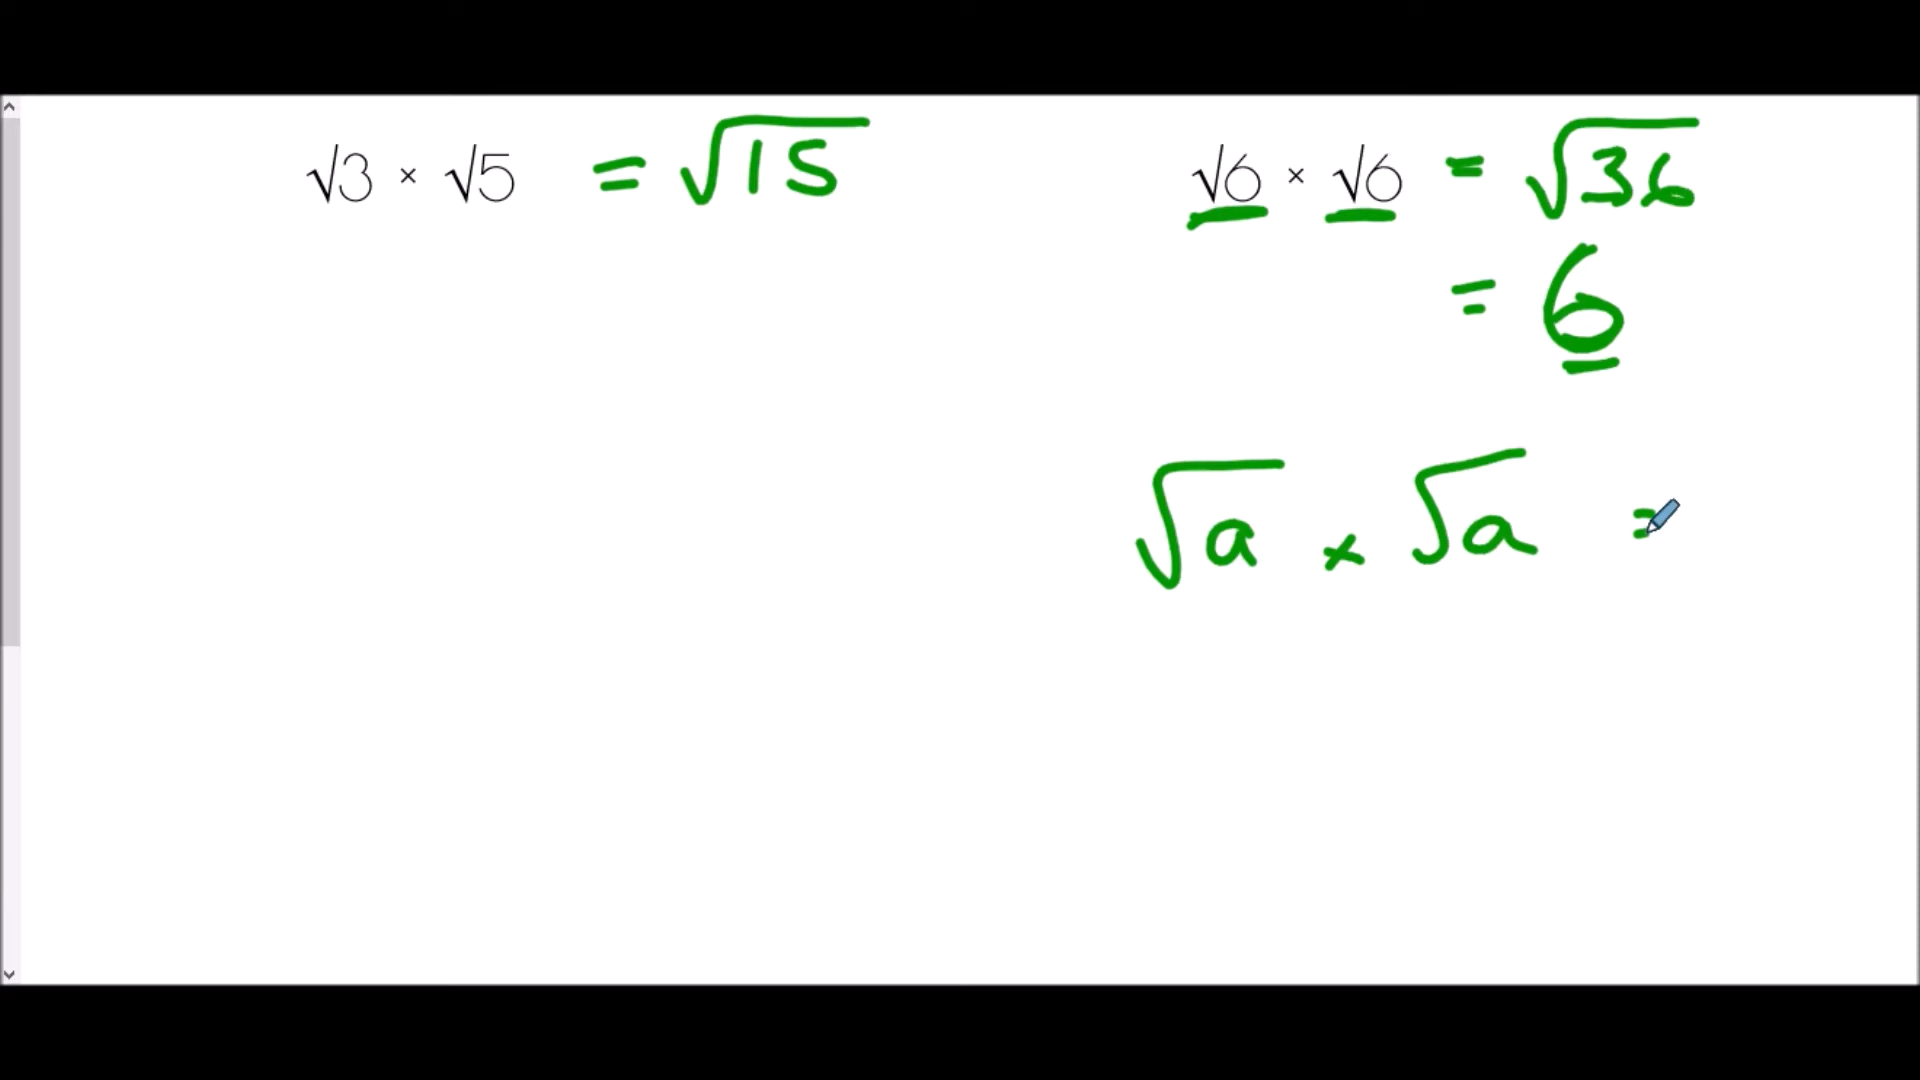 √3 × √5 = √15
√6 × √6 = √36
= 6
√a × √a =